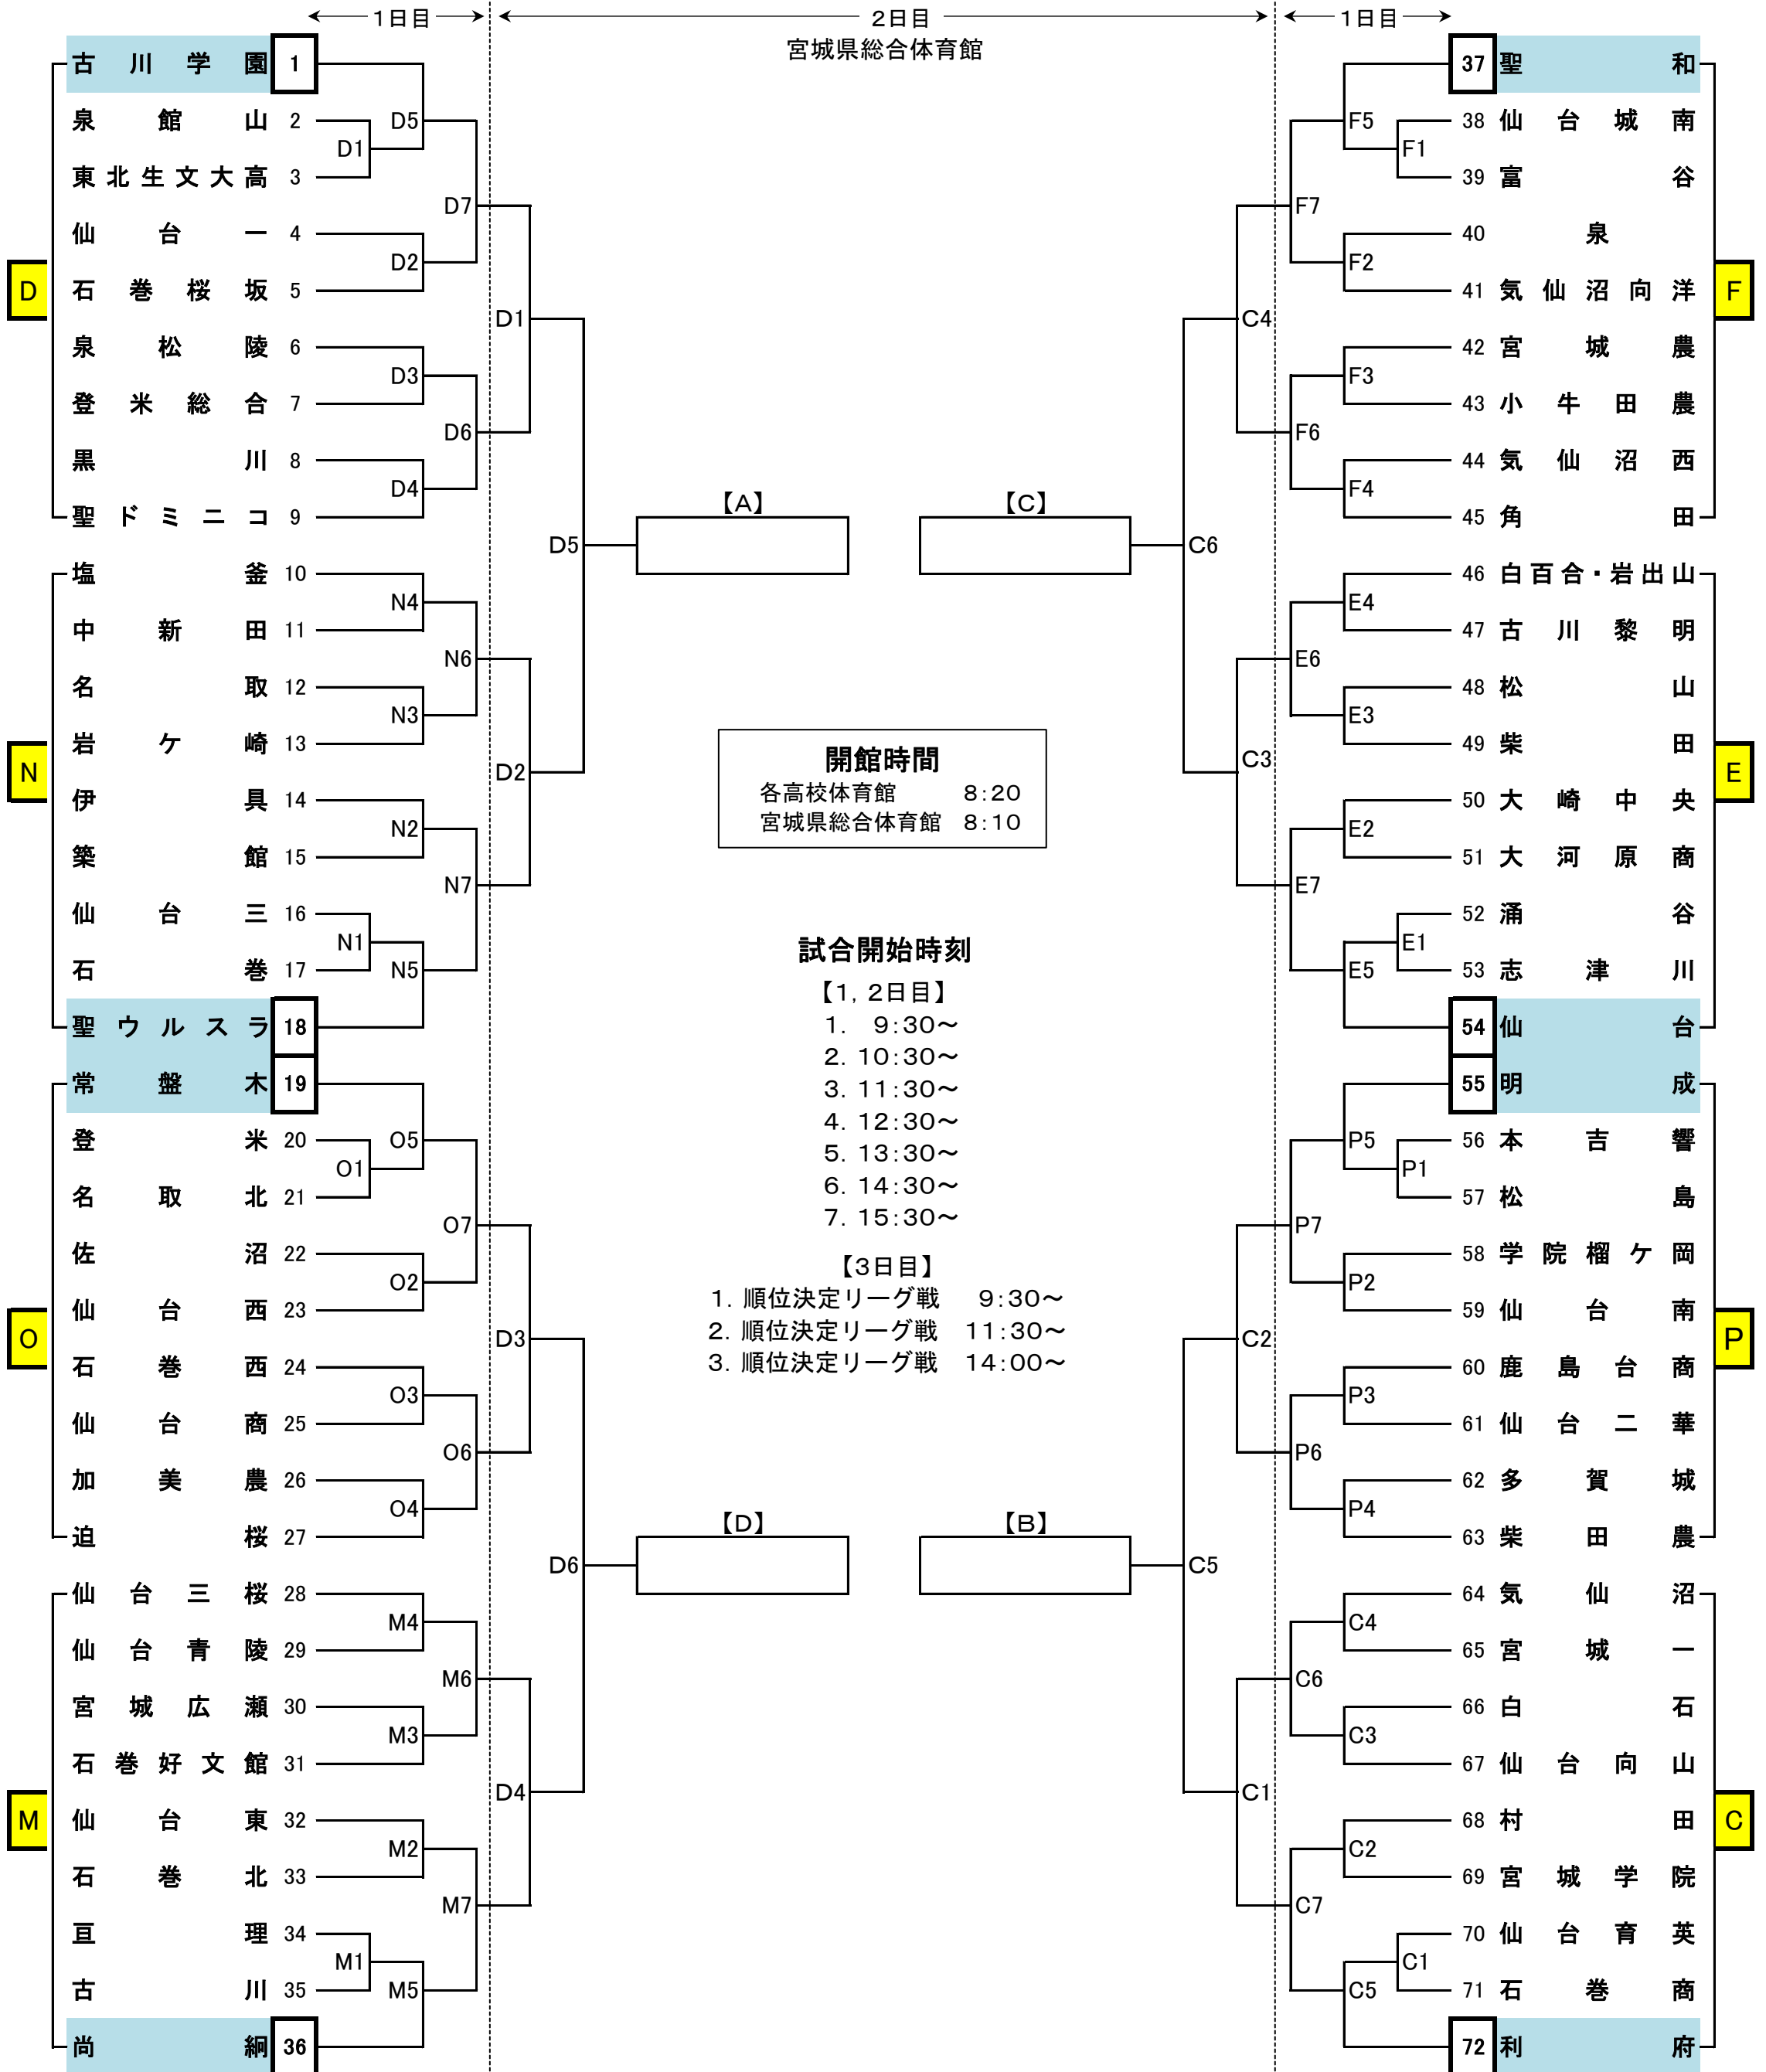 1日目 2日目 1日目
宮城県総合体育館
古川学園 1
泉館山 2
D1
東北生文大高 3
D5
仙台一 4
D2
石巻桜坂 5
D7
泉松陵 6
D3
登米総合 7
D6
黒川 8
D4
聖ドミニコ 9
D
塩釜 10
N4
中新田 11
N6
名取 12
N3
岩ケ崎 13
伊具 14
N2
築館 15
N7
仙台三 16
N1
石巻 17
N5
聖ウルスラ 18
N
常盤木 19
登米 20
O1
名取北 21
O5
佐沼 22
O2
仙台西 23
O7
石巻西 24
O3
仙台商 25
O6
加美農 26
O4
迫桜 27
O
仙台三桜 28
M4
仙台青陵 29
M6
宮城広瀬 30
M3
石巻好文館 31
仙台東 32
M2
石巻北 33
M7
亘理 34
M1
古川 35
M5
尚絅 36
M
D1
D2
D5
D3
D4
D6
【A】
【C】
開館時間
各高校体育館 8:20
宮城県総合体育館 8:10
試合開始時刻
【1, 2日目】
1. 9:30～
2. 10:30～
3. 11:30～
4. 12:30～
5. 13:30～
6. 14:30～
7. 15:30～
【3日目】
1. 順位決定リーグ戦 9:30～
2. 順位決定リーグ戦 11:30～
3. 順位決定リーグ戦 14:00～
【D】
【B】
C4
C3
C6
C2
C1
C5
37 聖和
38 仙台城南
F1
39 富谷
F5
40 泉
F2
41 気仙沼向洋
F7
42 宮城農
F3
43 小牛田農
F6
44 気仙沼西
F4
45 角田
F
46 白百合・岩出山
E4
47 古川黎明
E6
48 松山
E3
49 柴田
50 大崎中央
E2
51 大河原商
E7
52 涌谷
E1
53 志津川
E5
54 仙台
E
55 明成
56 本吉響
P1
57 松島
P5
58 学院榴ケ岡
P2
59 仙台南
P7
60 鹿島台商
P3
61 仙台二華
P6
62 多賀城
P4
63 柴田農
P
64 気仙沼
C4
65 宮城一
C6
66 白石
C3
67 仙台向山
68 村田
C2
69 宮城学院
C7
70 仙台育英
C1
71 石巻商
C5
72 利府
C